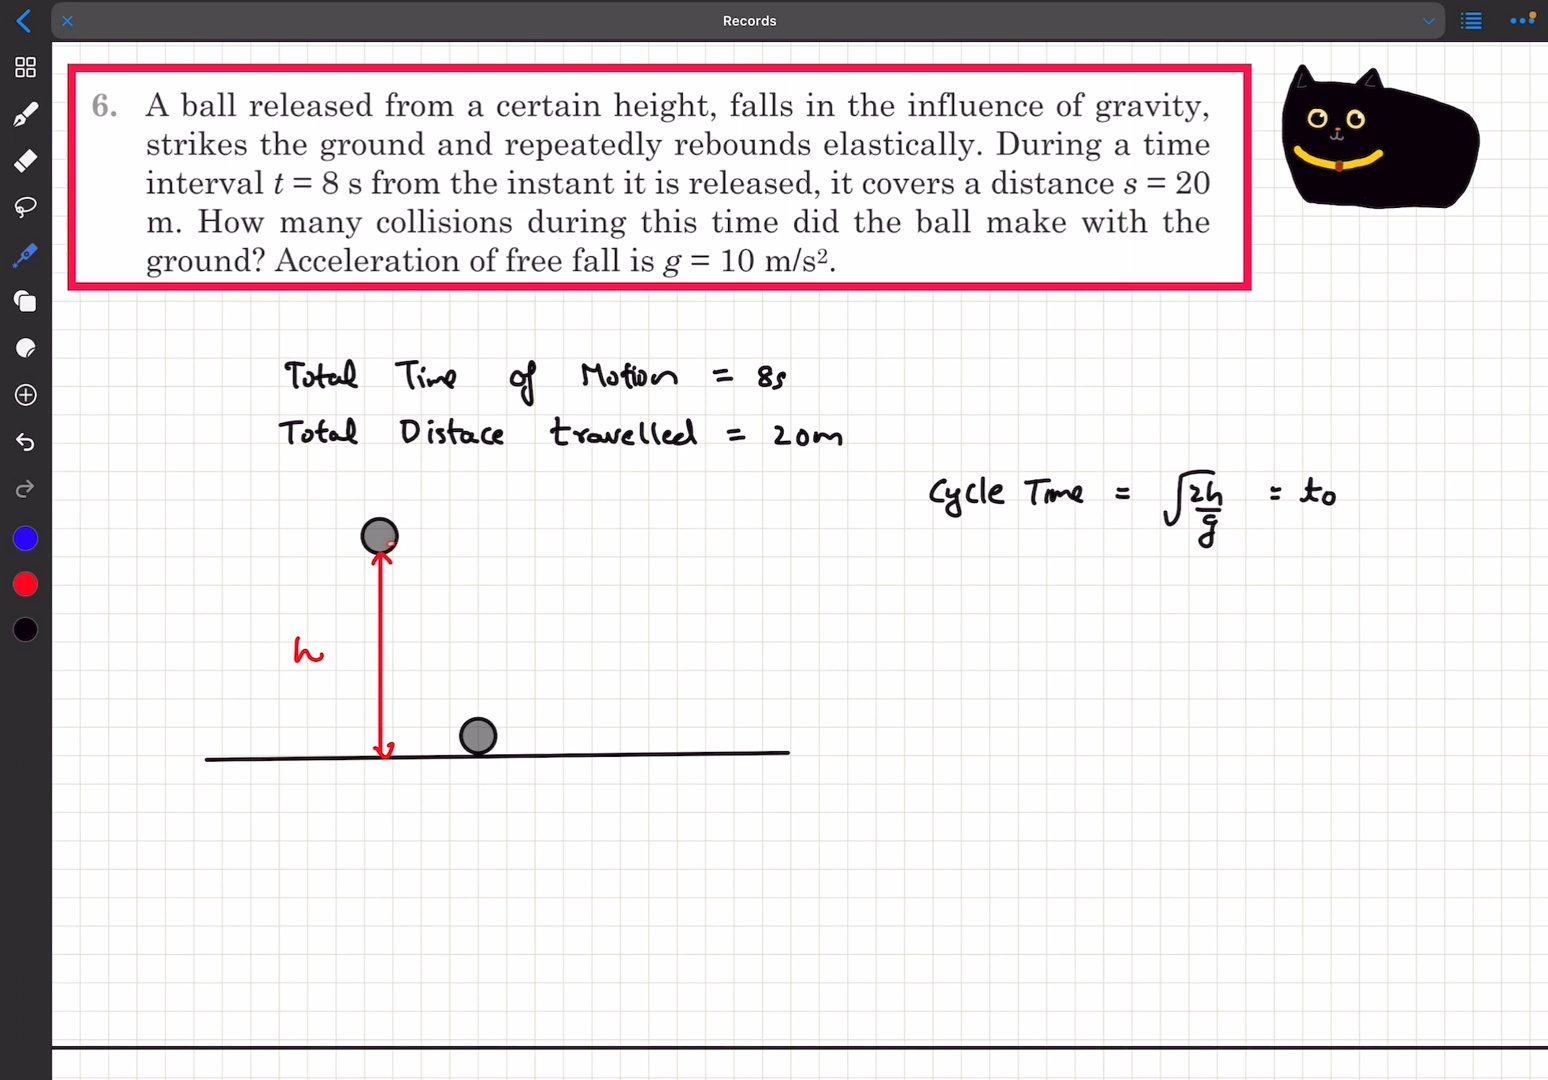 Records
6. A ball released from a certain height, falls in the influence of gravity,
strikes the ground and repeatedly rebounds elastically. During a time
interval t = 8 s from the instant it is released, it covers a distance s = 20
m. How many collisions during this time did the ball make with the
ground? Acceleration of free fall is g = 10 m/s².
Total Time of Motion = 8s
Total Distace travelled = 20m
Cycle Time = √(2h/g) = t₀
h